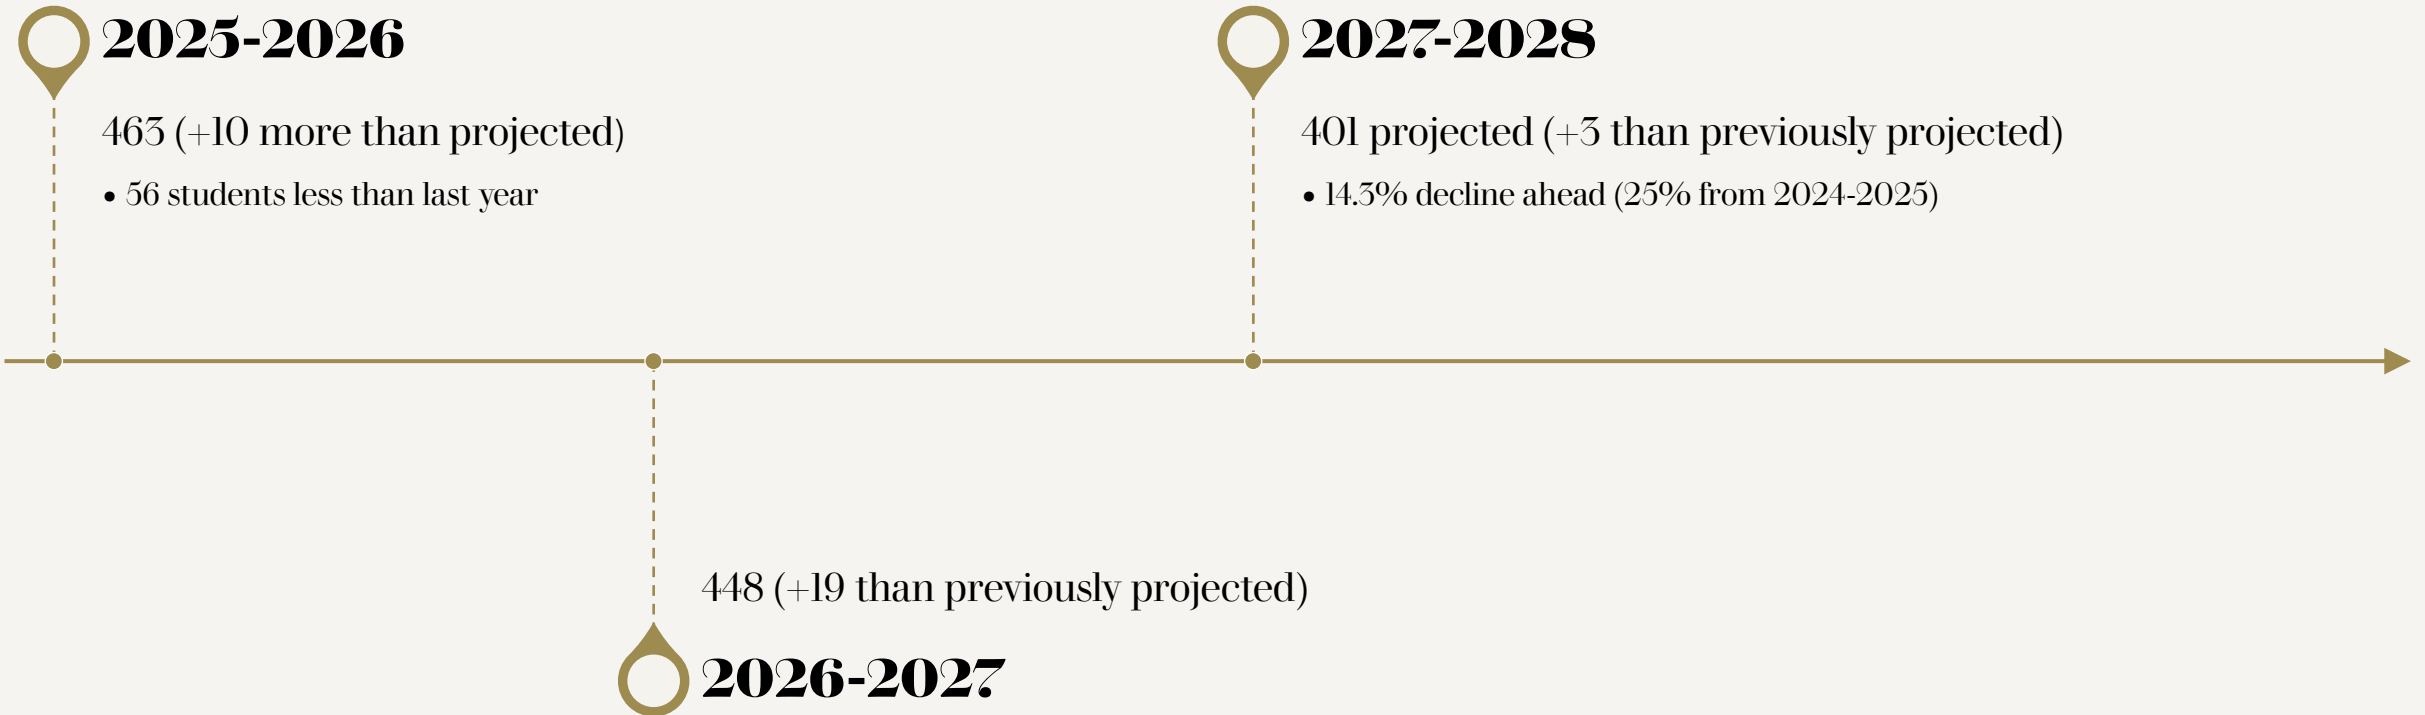 2025-2026
463 (+10 more than projected)
• 56 students less than last year
2027-2028
401 projected (+3 than previously projected)
• 14.3% decline ahead (25% from 2024-2025)
448 (+19 than previously projected)
2026-2027